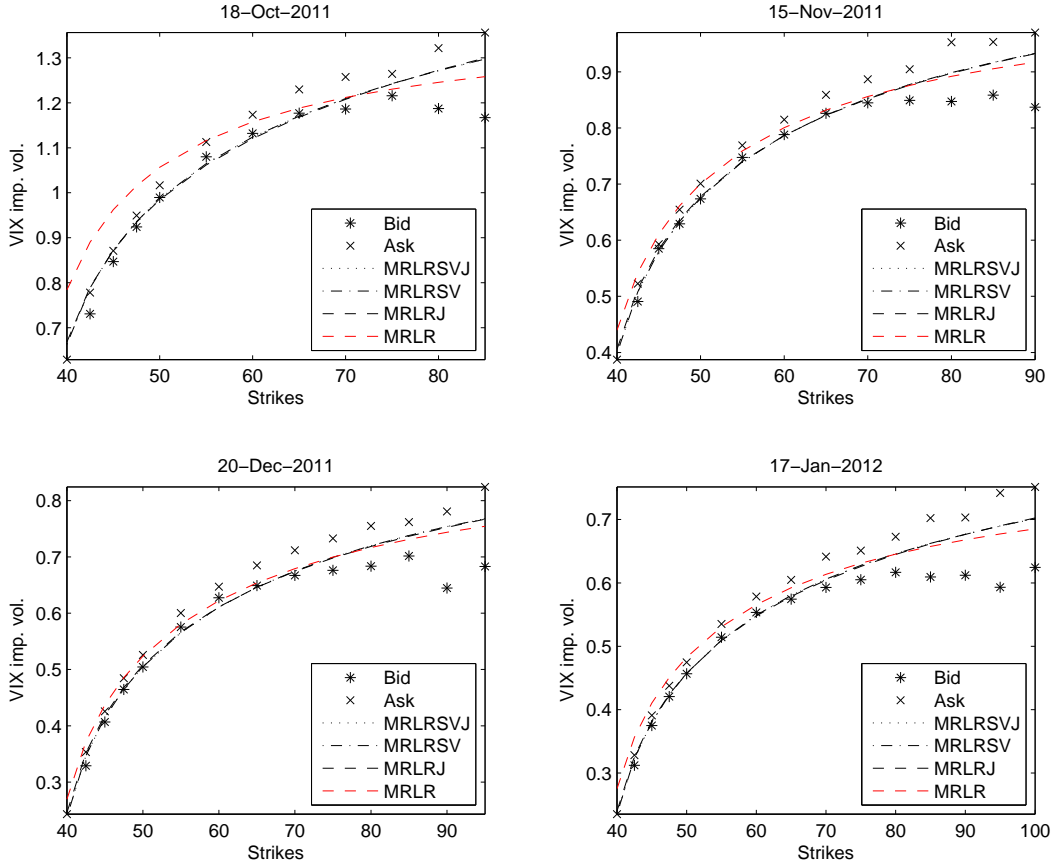 18-Oct-2011
1.3
1.2
1.1
1
0.9
0.8
0.7
VIX imp. vol.
40 50 60 70 80
Strikes
Bid
Ask
MRLRSVJ
MRLRSV
MRLRJ
MRLR
15-Nov-2011
0.9
0.8
0.7
0.6
0.5
0.4
VIX imp. vol.
40 50 60 70 80 90
Strikes
Bid
Ask
MRLRSVJ
MRLRSV
MRLRJ
MRLR
20-Dec-2011
0.8
0.7
0.6
0.5
0.4
0.3
VIX imp. vol.
40 50 60 70 80 90
Strikes
Bid
Ask
MRLRSVJ
MRLRSV
MRLRJ
MRLR
17-Jan-2012
0.7
0.6
0.5
0.4
0.3
VIX imp. vol.
40 50 60 70 80 90 100
Strikes
Bid
Ask
MRLRSVJ
MRLRSV
MRLRJ
MRLR